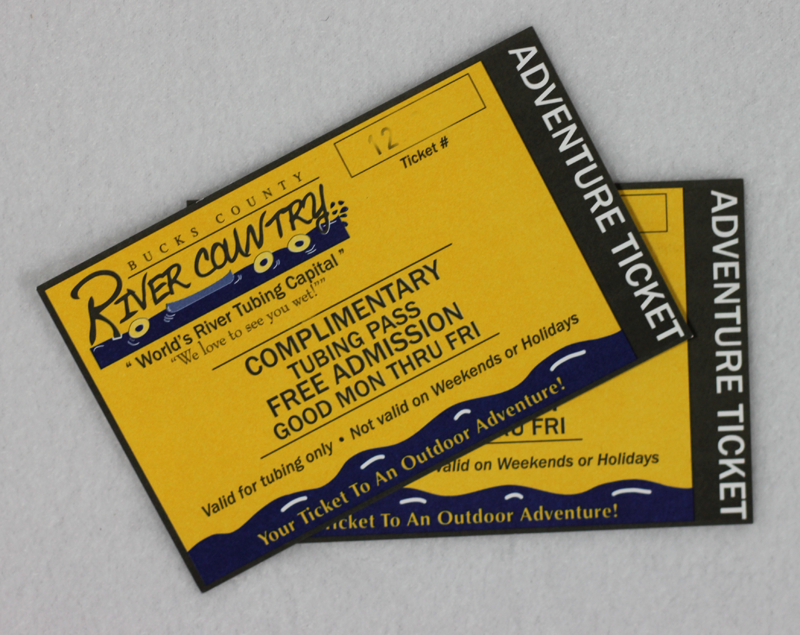 12
Ticket #
BUCKS COUNTY
RIVER COUNTRY
"World's River Tubing Capital"
"We love to see you wet!""
COMPLIMENTARY
TUBING PASS
FREE ADMISSION
GOOD MON THRU FRI
Valid for tubing only • Not valid on Weekends or Holidays
Your Ticket To An Outdoor Adventure!
ADVENTURE TICKET
FRI
valid on Weekends or Holidays
Ticket To An Outdoor Adventure!
ADVENTURE TICKET